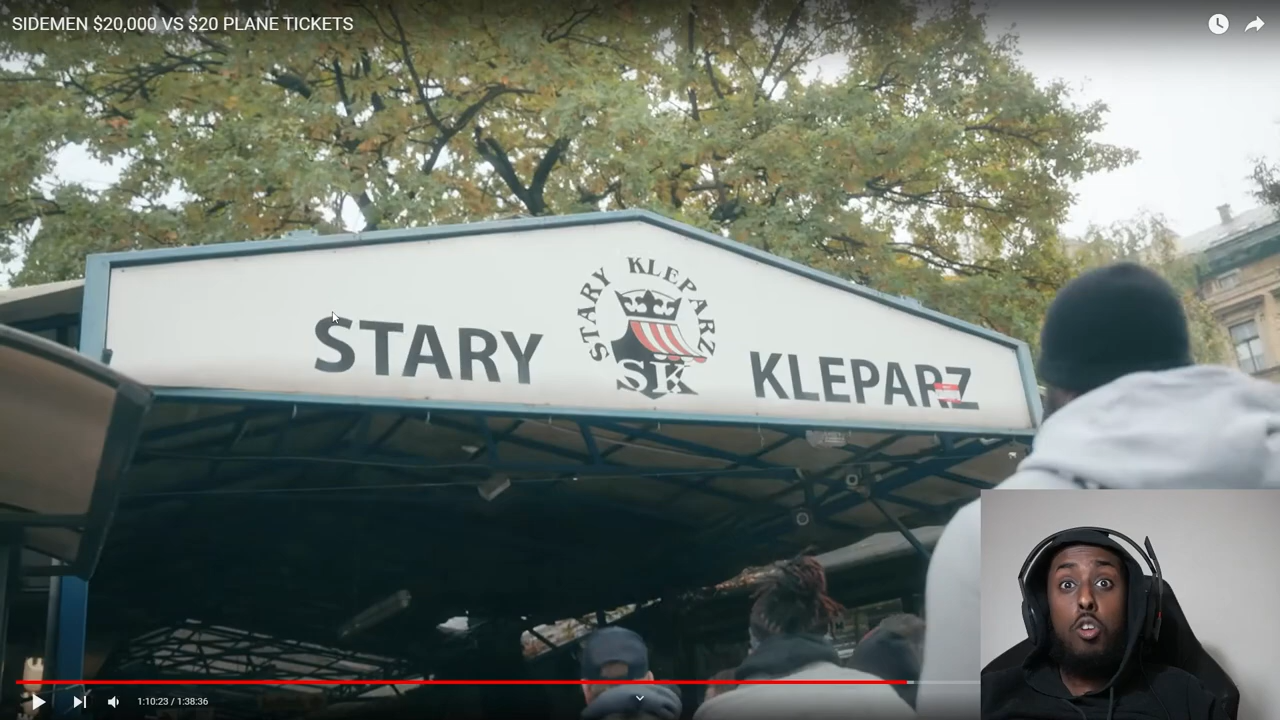 SIDEMEN $20,000 VS $20 PLANE TICKETS
STARY KLEPARZ
SK
STARY KLEPARZ
1:10:23 / 1:38:36